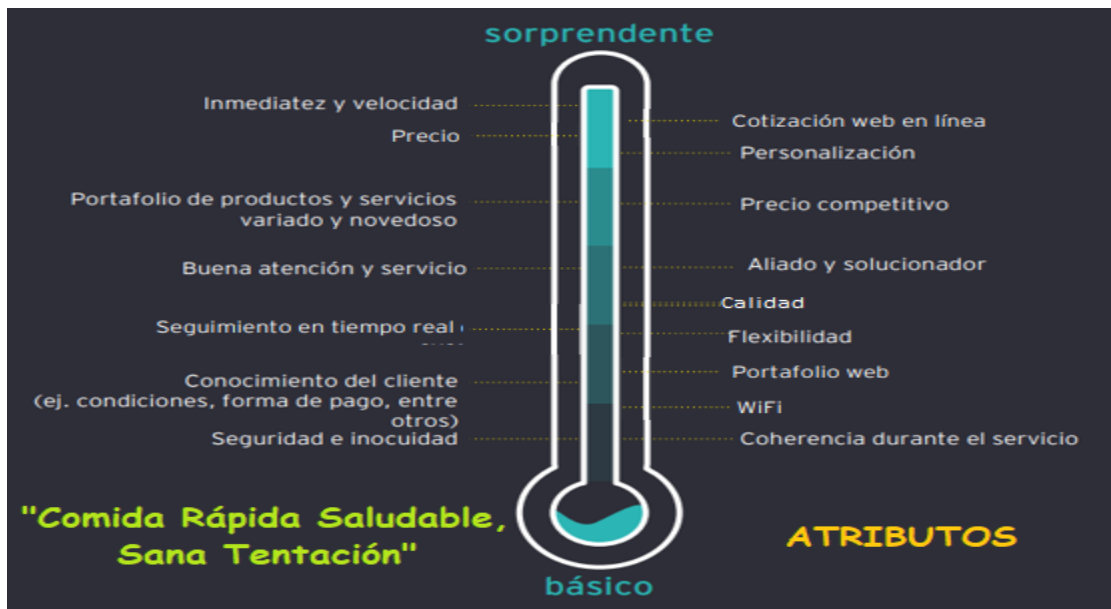 sorprendente
Inmediatez y velocidad
Precio
Portafolio de productos y servicios
variado y novedoso
Buena atención y servicio
Seguimiento en tiempo real
Conocimiento del cliente
(ej. condiciones, forma de pago, entre
otros)
Seguridad e inocuidad
Cotización web en línea
Personalización
Precio competitivo
Aliado y solucionador
Calidad
Flexibilidad
Portafolio web
WiFi
Coherencia durante el servicio
"Comida Rápida Saludable,
Sana Tentación"
ATRIBUTOS
básico